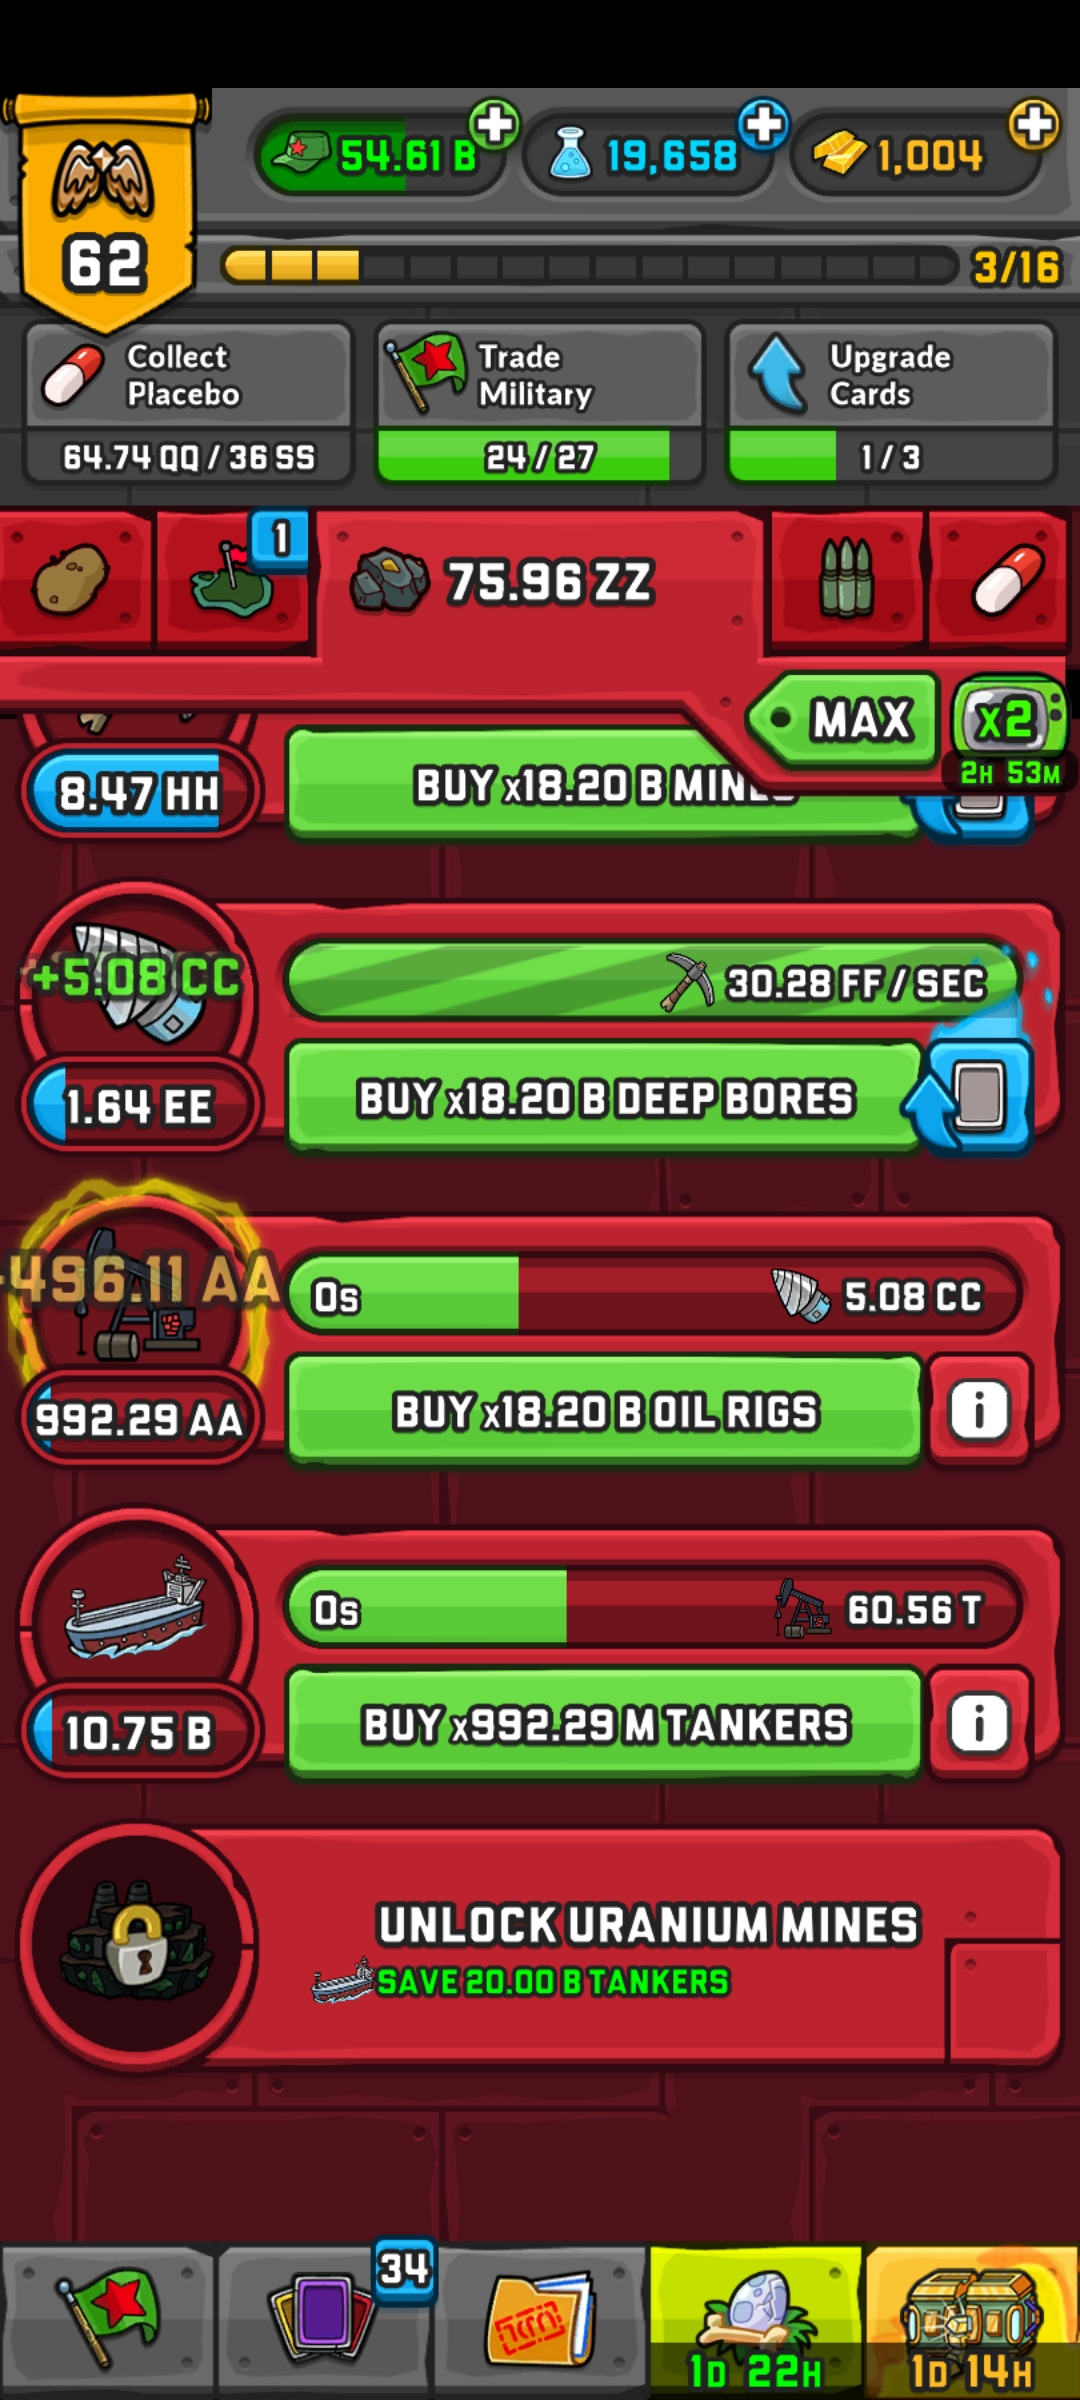 54.61 B
19,658
1,004
62
3/16
Collect
Placebo
64.74 QQ / 36 SS
Trade
Military
24 / 27
Upgrade
Cards
1 / 3
1
75.96 ZZ
MAX
x2
2H 53M
8.47 HH
BUY x18.20 B MINES
+5.08 CC
30.28 FF / SEC
1.64 EE
BUY x18.20 B DEEP BORES
496.11 AA
0s
5.08 CC
992.29 AA
BUY x18.20 B OIL RIGS
i
0s
60.56 T
10.75 B
BUY x992.29 M TANKERS
i
UNLOCK URANIUM MINES
SAVE 20.00 B TANKERS
34
1D 22H
1D 14H